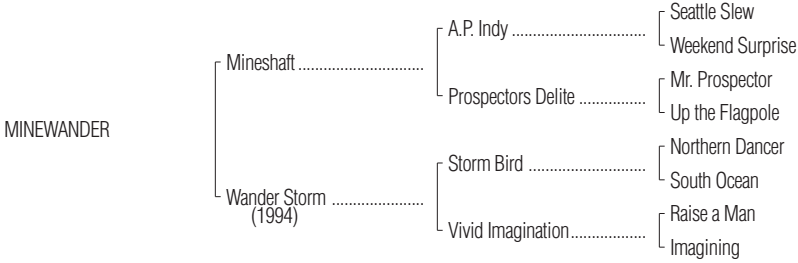 Seattle Slew
A.P. Indy ................................
Weekend Surprise
Mineshaft ..............................
Mr. Prospector
Prospectors Delite ................
Up the Flagpole
MINEWANDER
Northern Dancer
Storm Bird ............................
South Ocean
Wander Storm ......................
(1994)
Raise a Man
Vivid Imagination..................
Imagining